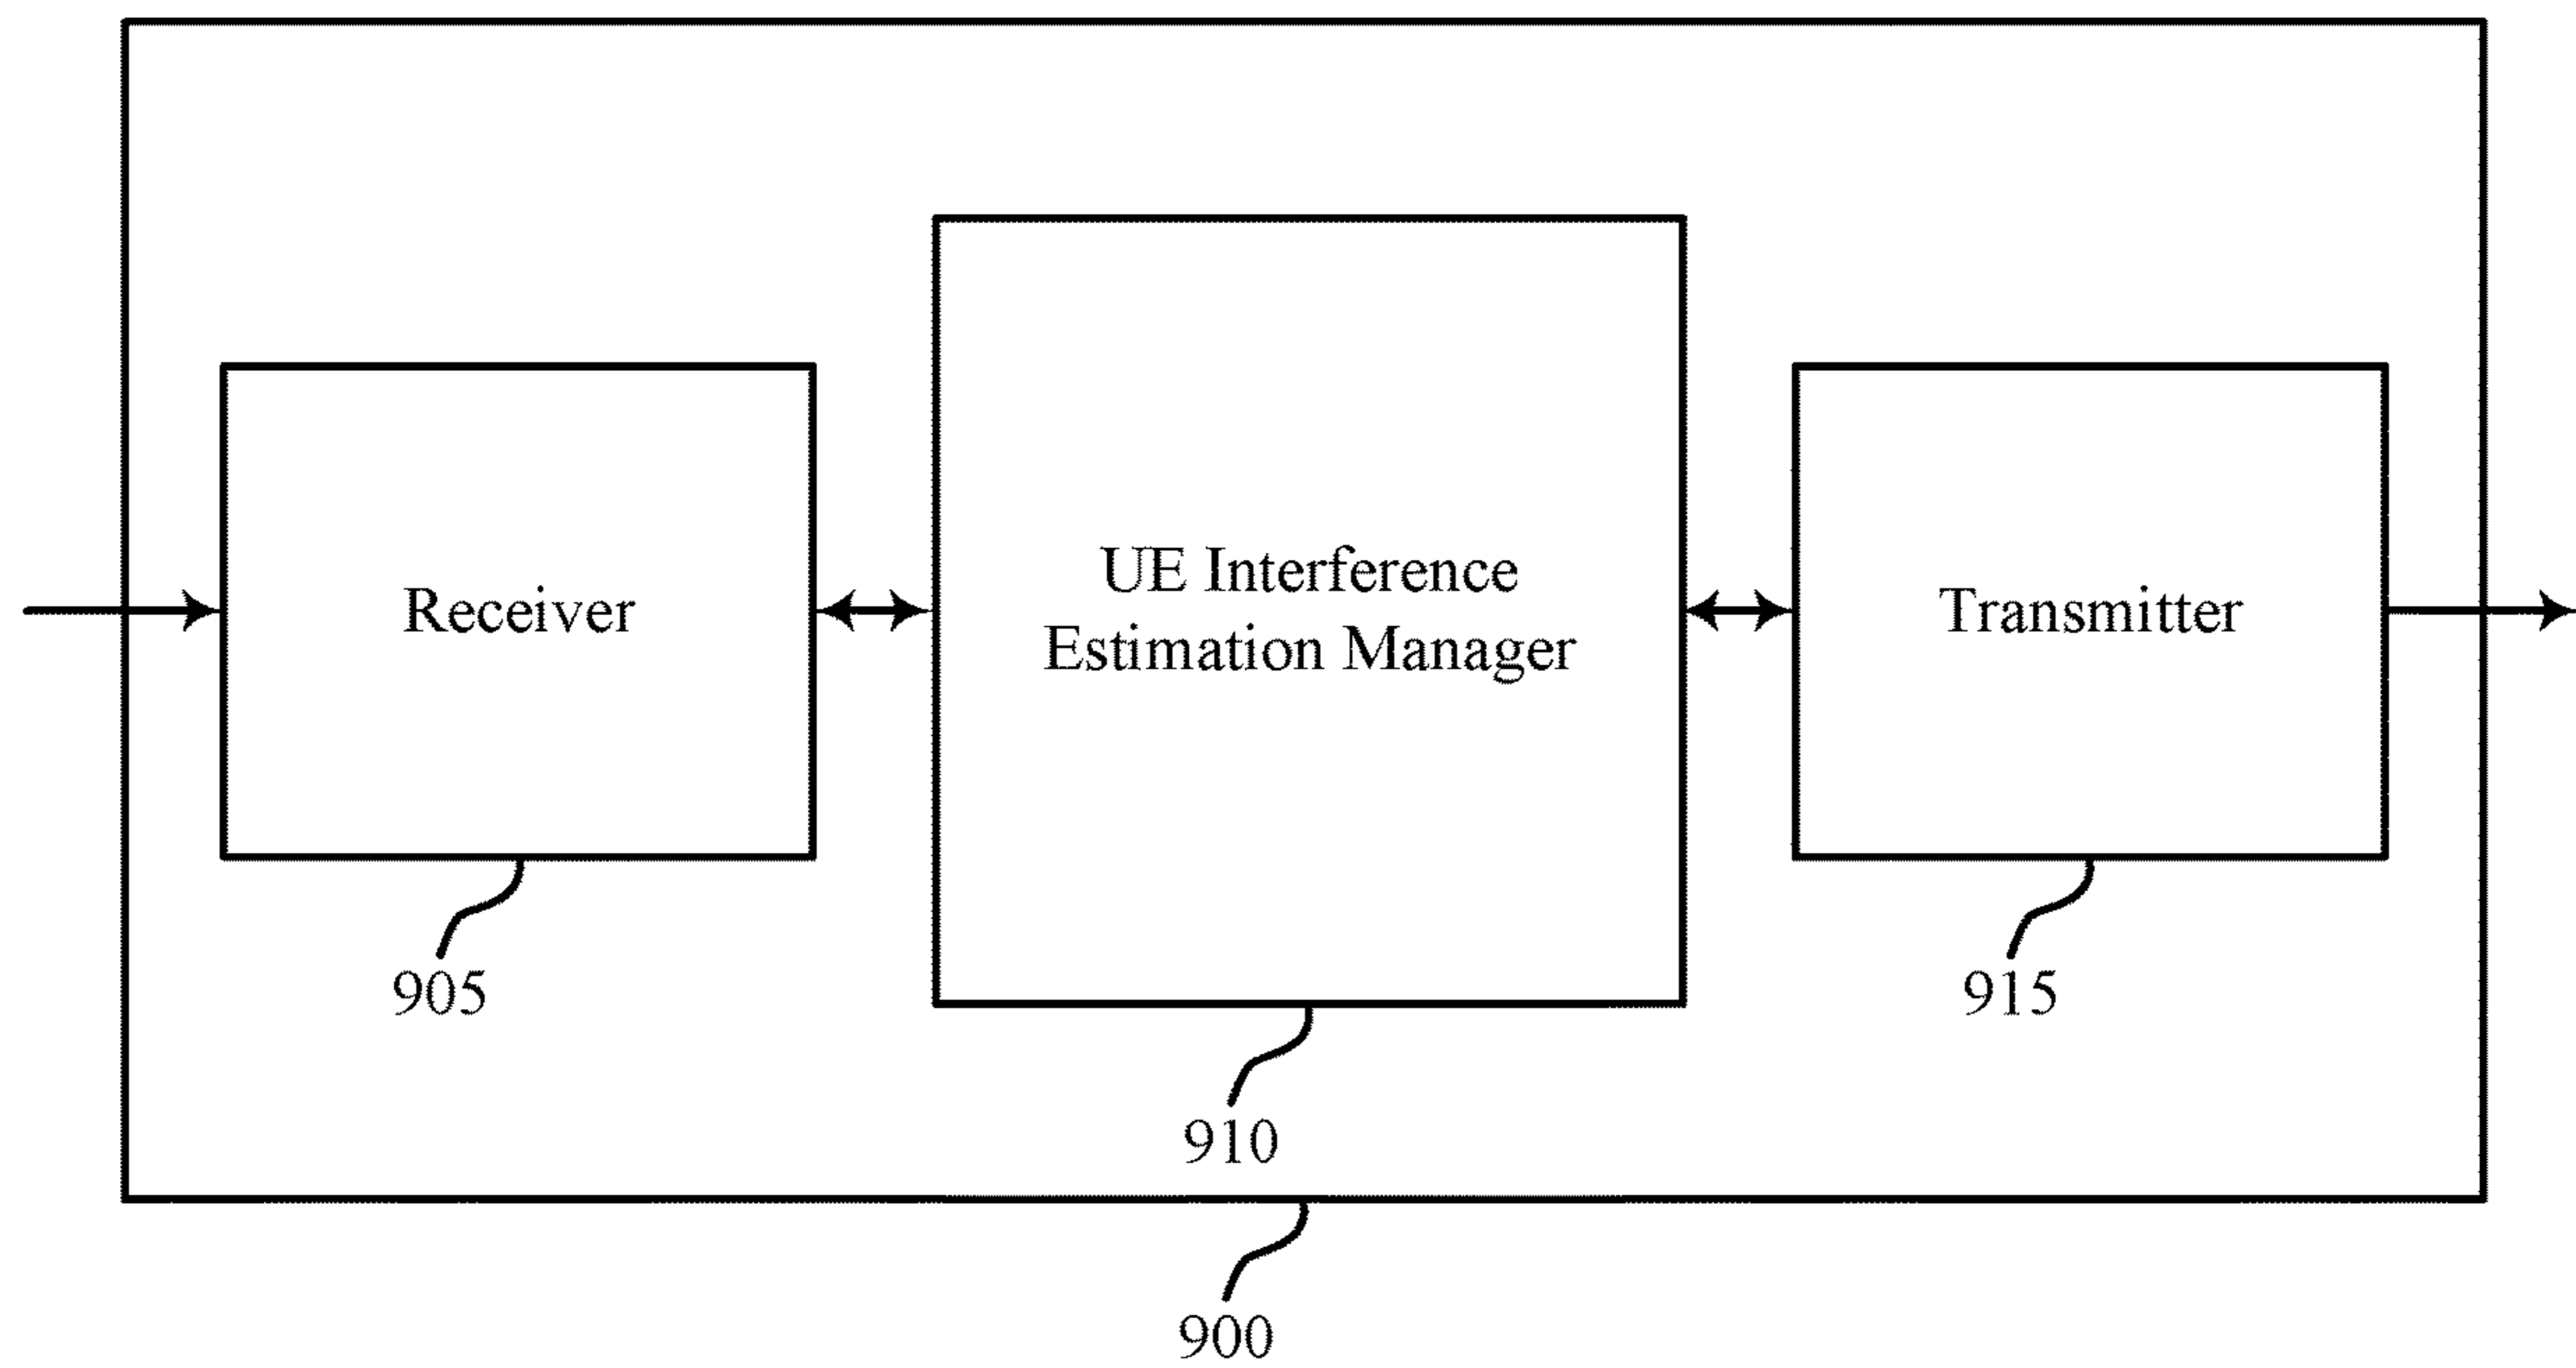 Receiver
UE Interference
Estimation Manager
Transmitter
905
915
910
900